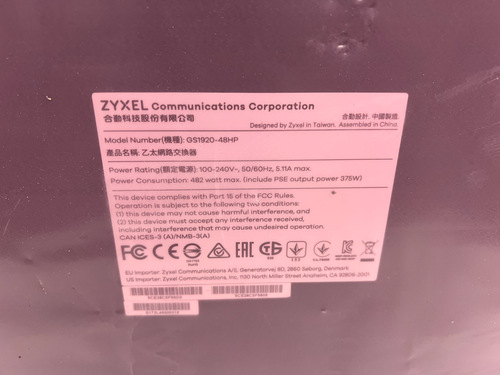 ZYXEL Communications Corporation
合勤科技股份有限公司
合勤設計, 中國製造.
Designed by Zyxel in Taiwan. Assembled in China.
Model Number(機種): GS1920-48HP
產品名稱: 乙太網路交換器
Power Rating(額定電源): 100-240V~, 50/60Hz, 5.11A max.
Power Consumption: 482 watt max. (include PSE output power 375W)
This device complies with Part 15 of the FCC Rules.
Operation is subject to the following two conditions:
(1) this device may not cause harmful interference, and
(2) this device must accept any interference received,
including interference that may cause undesired operation.
CAN ICES-3 (A)/NMB-3(A)
FC CE EAC
EU Importer: Zyxel Communications A/S, Generatorvej 8D, 2860 Søborg, Denmark
US Importer: Zyxel Communications, Inc, 1130 North Miller Street Anaheim, CA 92806-2001